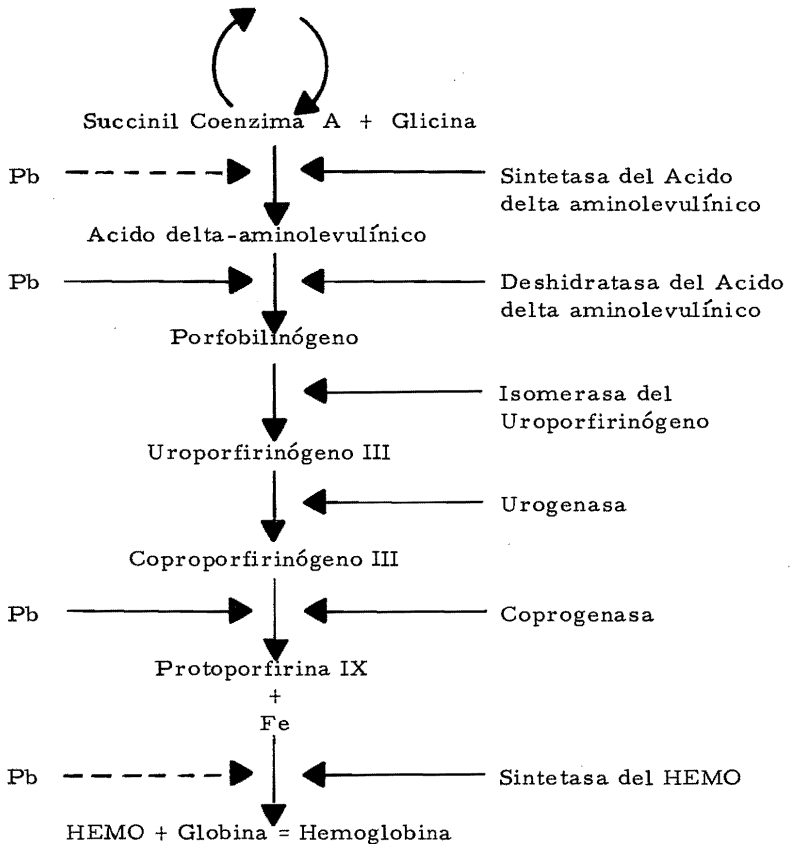 Succinil Coenzima A + Glicina
Pb
Sintetasa del Acido
delta aminolevulínico
Acido delta-aminolevulínico
Pb
Deshidratasa del Acido
delta aminolevulínico
Porfobilinógeno
Isomerasa del
Uroporfirinógeno
Uroporfirinógeno III
Urogenasa
Coproporfirinógeno III
Pb
Coprogenasa
Protoporfirina IX
+
Fe
Pb
Sintetasa del HEMO
HEMO + Globina = Hemoglobina